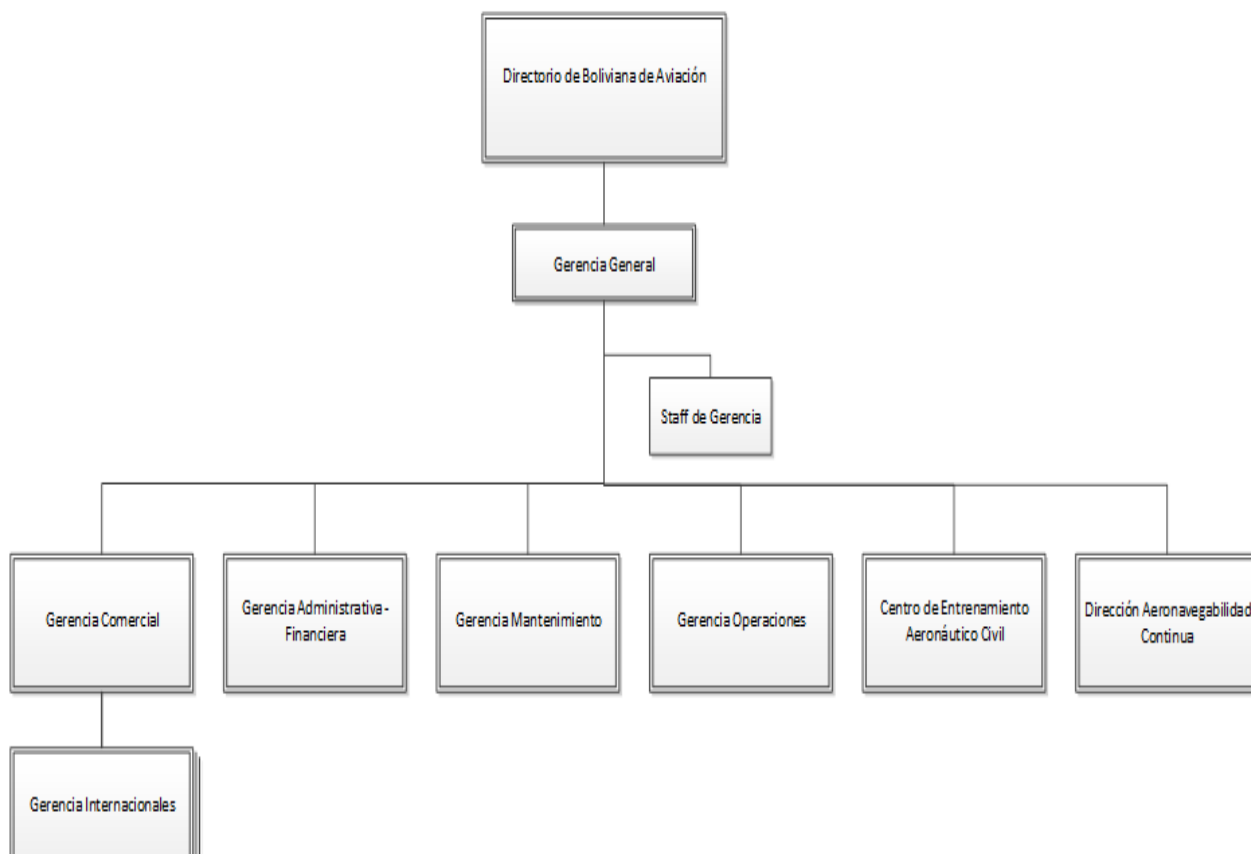 Directorio de Boliviana de Aviación
Gerencia General
Staff de Gerencia
Gerencia Comercial
Gerencia Administrativa-
Financiera
Gerencia Mantenimiento
Gerencia Operaciones
Centro de Entrenamiento
Aeronáutico Civil
Dirección Aeronavegabilidad
Continua
Gerencia Internacionales